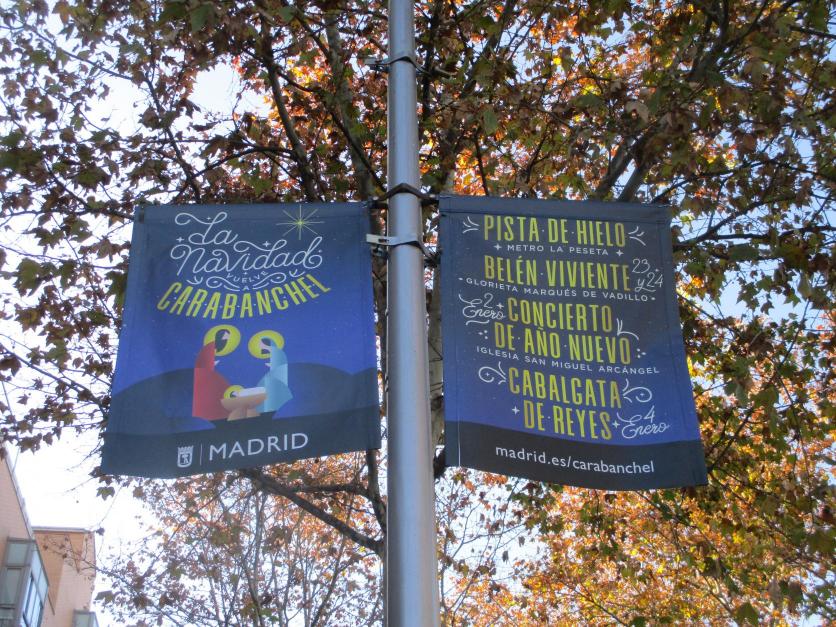 La
Navidad
VUELVE
A
CARABANCHEL
MADRID
PISTA DE HIELO
METRO LA PESETA
BELÉN VIVIENTE 23 y 24
GLORIETA MARQUÉS DE VADILLO
2 Enero CONCIERTO
DE AÑO NUEVO
IGLESIA SAN MIGUEL ARCÁNGEL
CABALGATA
DE REYES 4 Enero
madrid.es/carabanchel